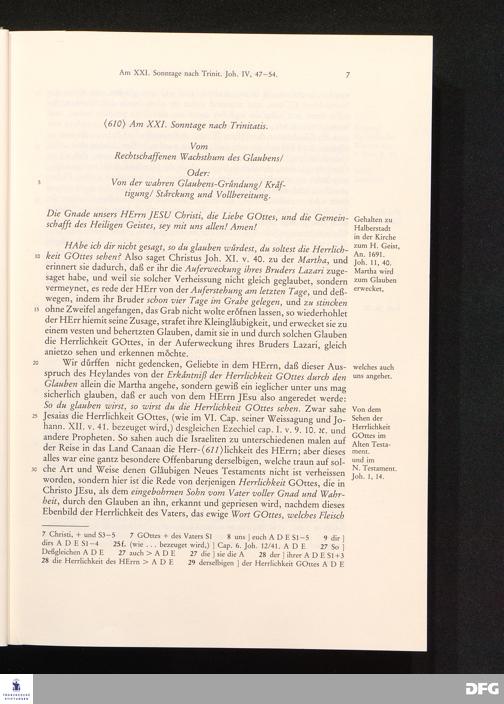 Am XXI. Sonntage nach Trinit. Joh. IV, 47–54.
7
⟨610⟩ Am XXI. Sonntage nach Trinitatis.
Vom
Rechtschaffenen Wachsthum des Glaubens/
Oder:
5 Von der wahren Glaubens-Gründung/ Kräf-
tigung/ Stärckung und Vollbereitung.
Die Gnade unsers HErrn JESU Christi, die Liebe GOttes, und die Gemein-
schafft des Heiligen Geistes, sey mit uns allen! Amen!
HAbe ich dir nicht gesagt, so du glauben würdest, du soltest die Herrlich-
10 keit GOttes sehen? Also saget Christus Joh. XI. v. 40. zu der Martha, und
erinnert sie dadurch, daß er ihr die Auferweckung ihres Bruders Lazari zuge-
saget habe, und weil sie solcher Verheissung nicht gleich geglaubet, sondern
vermeynet, es rede der HErr von der Auferstehung am letzten Tage, und deß-
wegen, indem ihr Bruder schon vier Tage im Grabe gelegen, und zu stincken
15 ohne Zweifel angefangen, das Grab nicht wolte eröfnen lassen, so wiederhohlet
der HErr hiemit seine Zusage, strafet ihre Kleingläubigkeit, und erwecket sie zu
einem vesten und behertzten Glauben, damit sie in und durch solchen Glauben
die Herrlichkeit GOttes, in der Auferweckung ihres Bruders Lazari, gleich
anietzo sehen und erkennen möchte.
20 Wir dürffen nicht gedencken, Geliebte in dem HErrn, daß dieser Aus-
spruch des Heylandes von der Erkäntniß der Herrlichkeit GOttes durch den
Glauben allein die Martha angehe, sondern gewiß ein ieglicher unter uns mag
sicherlich glauben, daß er auch von dem HErrn JEsu also angeredet werde:
So du glauben wirst, so wirst du die Herrlichkeit GOttes sehen. Zwar sahe
25 Jesaias die Herrlichkeit GOttes, (wie im VI. Cap. seiner Weissagung und Jo-
hann. XII. v. 41. bezeuget wird,) desgleichen Ezechiel cap. I. v. 9. 10. ꝛc. und
andere Propheten. So sahen auch die Israeliten zu unterschiedenen malen auf
der Reise in das Land Canaan die Herr-⟨611⟩lichkeit des HErrn; aber dieses
alles war eine gantz besondere Offenbarung derselbigen, welche traun auf sol-
30 che Art und Weise denen Gläubigen Neues Testaments nicht ist verheissen
worden, sondern hier ist die Rede von derjenigen Herrlichkeit GOttes, die in
Christo JEsu, als dem eingebohrnen Sohn vom Vater voller Gnad und Wahr-
heit, durch den Glauben an ihn, erkannt und gepriesen wird, nachdem dieses
Ebenbild der Herrlichkeit des Vaters, das ewige Wort GOttes, welches Fleisch
Gehalten zu
Halberstadt
in der Kirche
zum H. Geist,
An. 1691.
Joh. 11, 40.
Martha wird
zum Glauben
erwecket,
welches auch
uns angehet.
Von dem
Sehen der
Herrlichkeit
GOttes im
Alten Testa-
ment.
und im
N. Testament.
Joh. 1, 14.
7 Christi, + und S3–5 7 GOttes + des Vaters S1 8 uns ] euch A D E S1–5 9 dir ]
dirs A D E S1–4 25f. (wie . . . bezeuget wird,) ] Cap. 6. Joh. 12/41. A D E 27 So ]
Deßgleichen A D E 27 auch > A D E 27 die ] sie die A 28 der ] ihrer A D E S1+3
28 die Herrlichkeit des HErrn > A D E 29 derselbigen ] der Herrlichkeit GOttes A D E
FRANCKESCHE
STIFTUNGEN
DFG